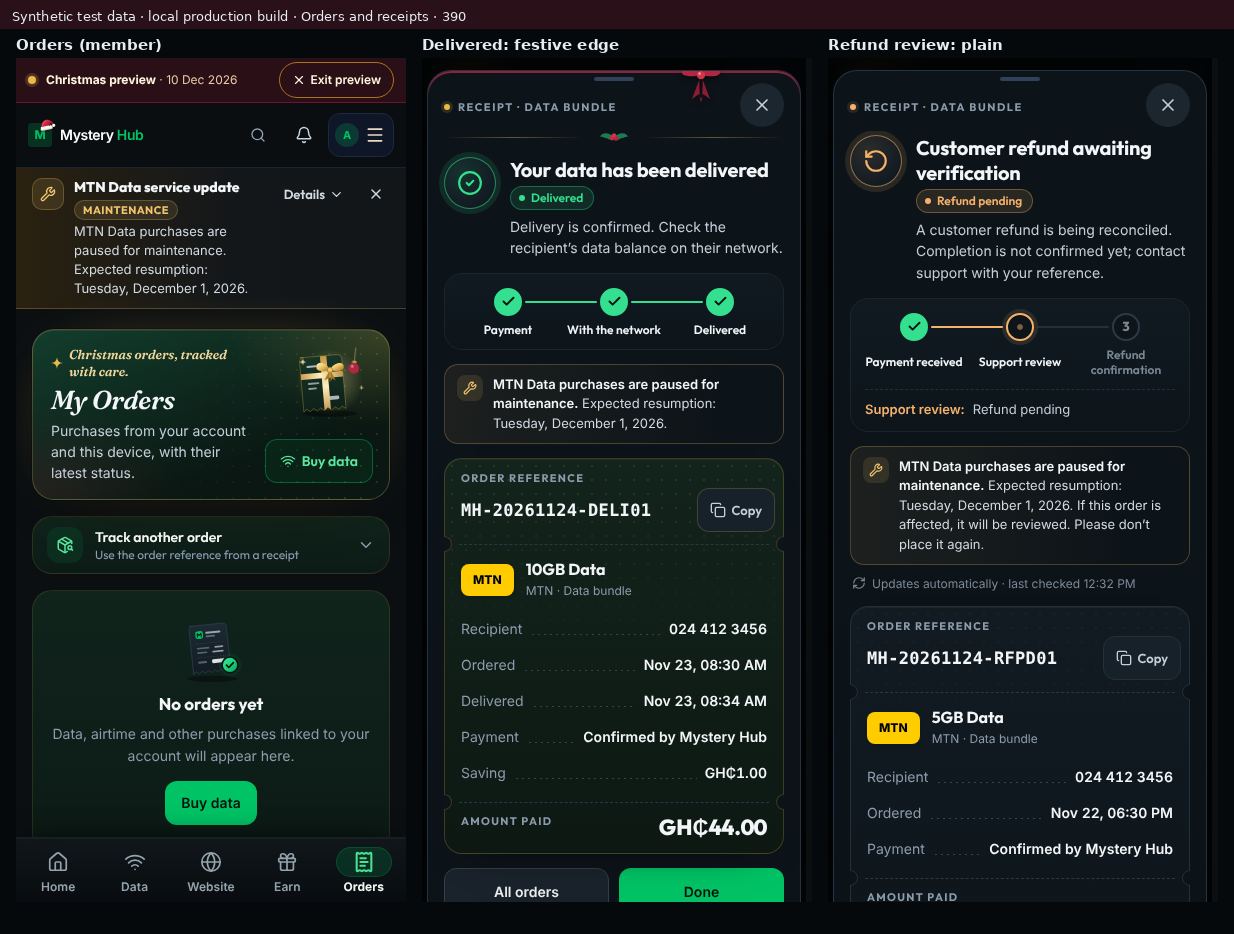 Synthetic test data · local production build · Orders and receipts · 390
Orders (member)
Christmas preview · 10 Dec 2026
Exit preview
M
Mystery Hub
A
MTN Data service update
Details
MAINTENANCE
MTN Data purchases are
paused for maintenance.
Expected resumption:
Tuesday, December 1, 2026.
Christmas orders, tracked
with care.
My Orders
Purchases from your account
and this device, with their
latest status.
Buy data
Track another order
Use the order reference from a receipt
No orders yet
Data, airtime and other purchases linked to your
account will appear here.
Buy data
Home
Data
Website
Earn
Orders
Delivered: festive edge
RECEIPT · DATA BUNDLE
Your data has been delivered
Delivered
Delivery is confirmed. Check the
recipient’s data balance on their network.
Payment
With the network
Delivered
MTN Data purchases are paused for
maintenance. Expected resumption:
Tuesday, December 1, 2026.
ORDER REFERENCE
MH-20261124-DELI01
Copy
MTN
10GB Data
MTN · Data bundle
Recipient 024 412 3456
Ordered Nov 23, 08:30 AM
Delivered Nov 23, 08:34 AM
Payment Confirmed by Mystery Hub
Saving GH₵1.00
AMOUNT PAID GH₵44.00
All orders
Done
Refund review: plain
RECEIPT · DATA BUNDLE
Customer refund awaiting
verification
Refund pending
A customer refund is being reconciled.
Completion is not confirmed yet; contact
support with your reference.
3
Payment received
Support review
Refund
confirmation
Support review: Refund pending
MTN Data purchases are paused for
maintenance. Expected resumption:
Tuesday, December 1, 2026. If this order is
affected, it will be reviewed. Please don’t
place it again.
Updates automatically · last checked 12:32 PM
ORDER REFERENCE
MH-20261124-RFPD01
Copy
MTN
5GB Data
MTN · Data bundle
Recipient 024 412 3456
Ordered Nov 22, 06:30 PM
Payment Confirmed by Mystery Hub
AMOUNT PAID